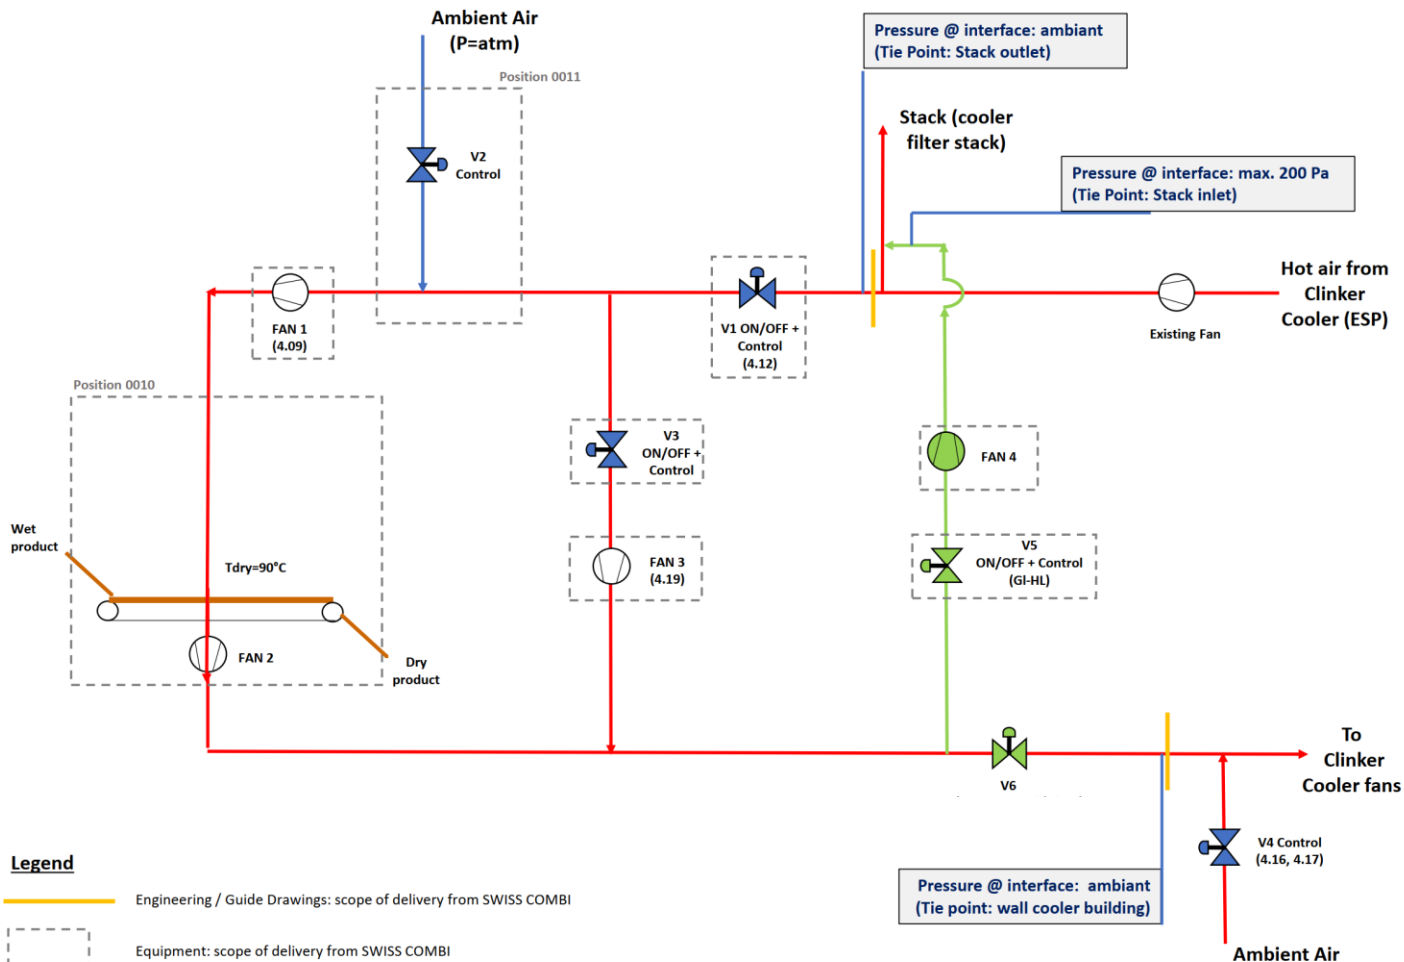 Ambient Air
(P=atm)
Position 0011
Pressure @ interface: ambiant
(Tie Point: Stack outlet)
V2
Control
Stack (cooler
filter stack)
Pressure @ interface: max. 200 Pa
(Tie Point: Stack inlet)
Hot air from
Clinker
Cooler (ESP)
FAN 1
(4.09)
V1 ON/OFF +
Control
(4.12)
Existing Fan
Position 0010
V3
ON/OFF +
Control
FAN 4
Wet
product
Tdry=90°C
FAN 3
(4.19)
V5
ON/OFF + Control
(GI-HL)
FAN 2
Dry
product
To
Clinker
Cooler fans
V6
V4 Control
(4.16, 4.17)
Legend
Pressure @ interface: ambiant
(Tie point: wall cooler building)
Engineering / Guide Drawings: scope of delivery from SWISS COMBI
Equipment: scope of delivery from SWISS COMBI
Ambient Air